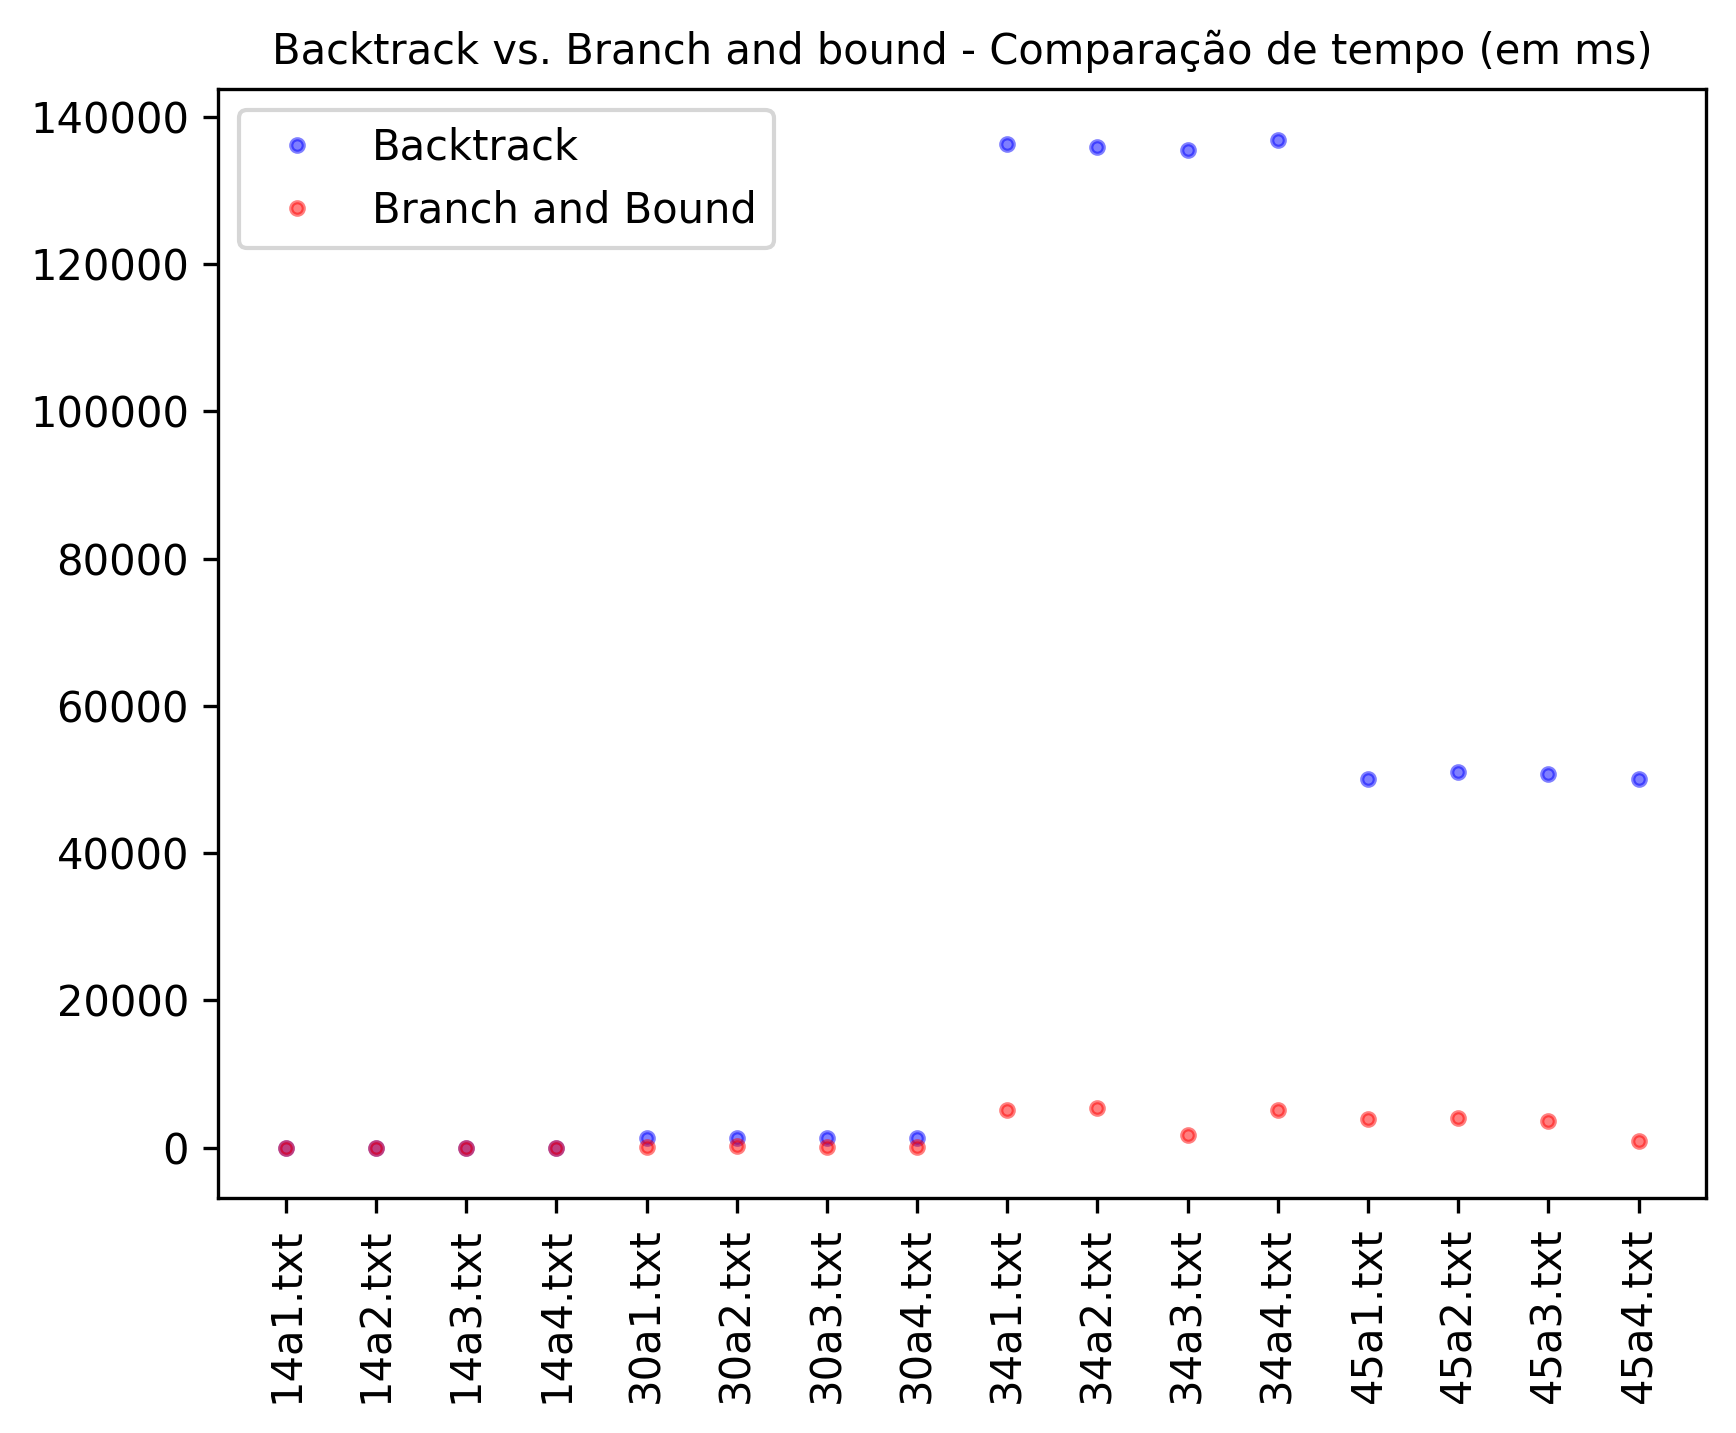 Backtrack vs. Branch and bound - Comparação de tempo (em ms)
Backtrack
Branch and Bound
140000
120000
100000
80000
60000
40000
20000
0
14a1.txt
14a2.txt
14a3.txt
14a4.txt
30a1.txt
30a2.txt
30a3.txt
30a4.txt
34a1.txt
34a2.txt
34a3.txt
34a4.txt
45a1.txt
45a2.txt
45a3.txt
45a4.txt